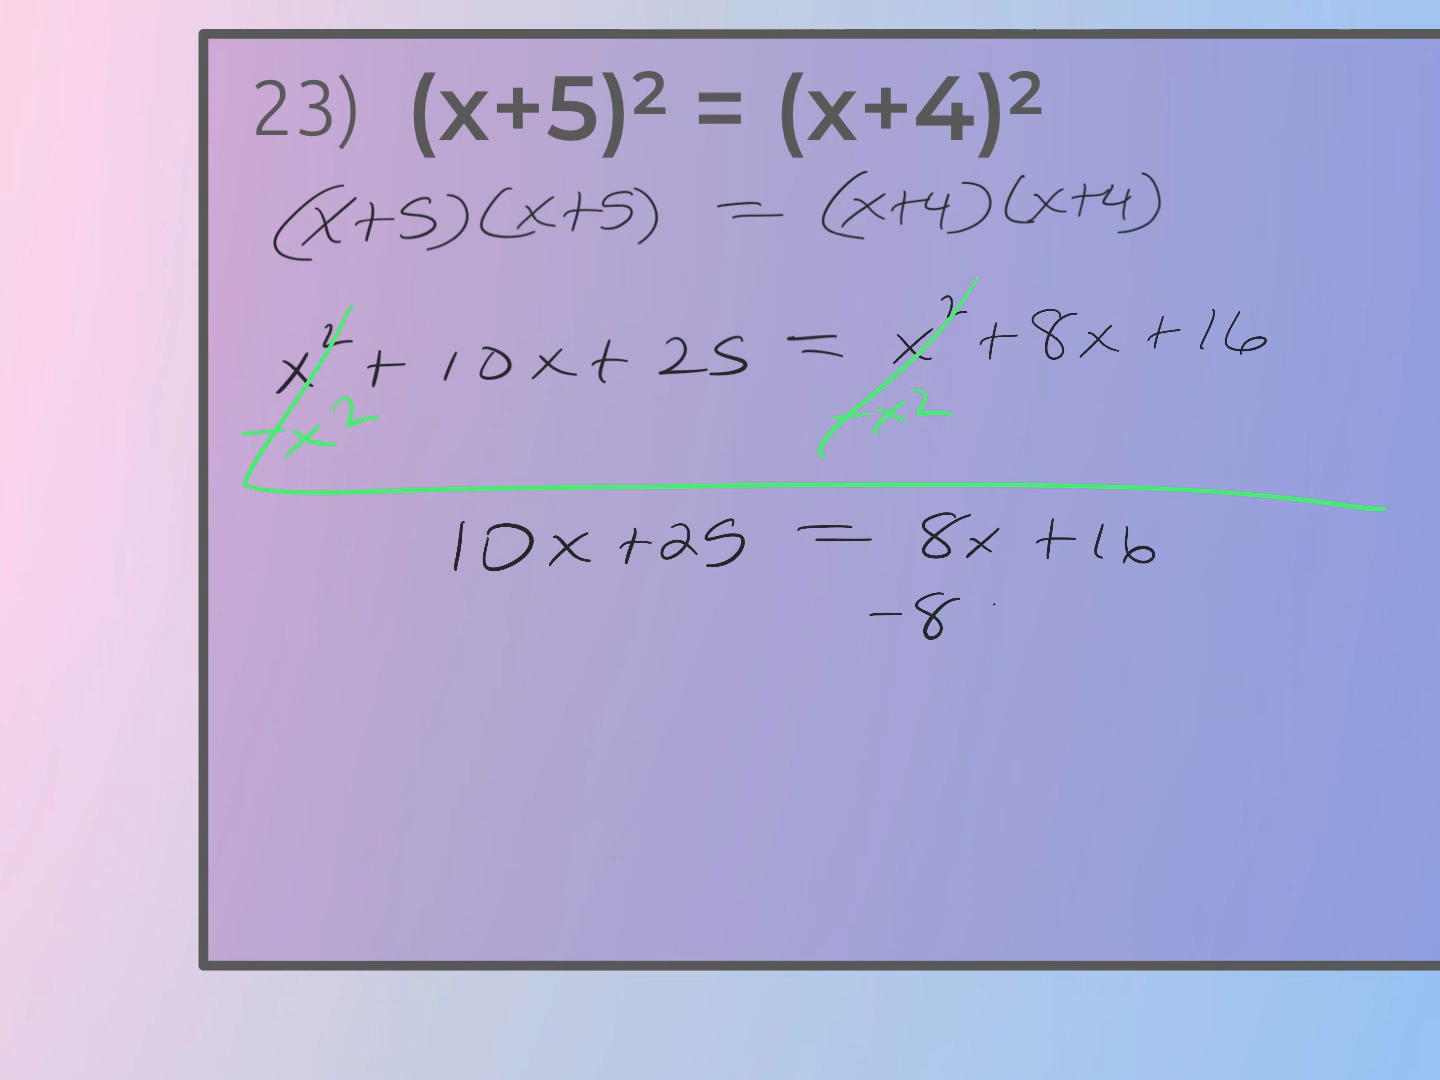 23) (x+5)² = (x+4)²
(x+5)(x+5) = (x+4)(x+4)
x² + 10x + 25 = x² + 8x + 16
-x² -x²
10x + 25 = 8x + 16
-8